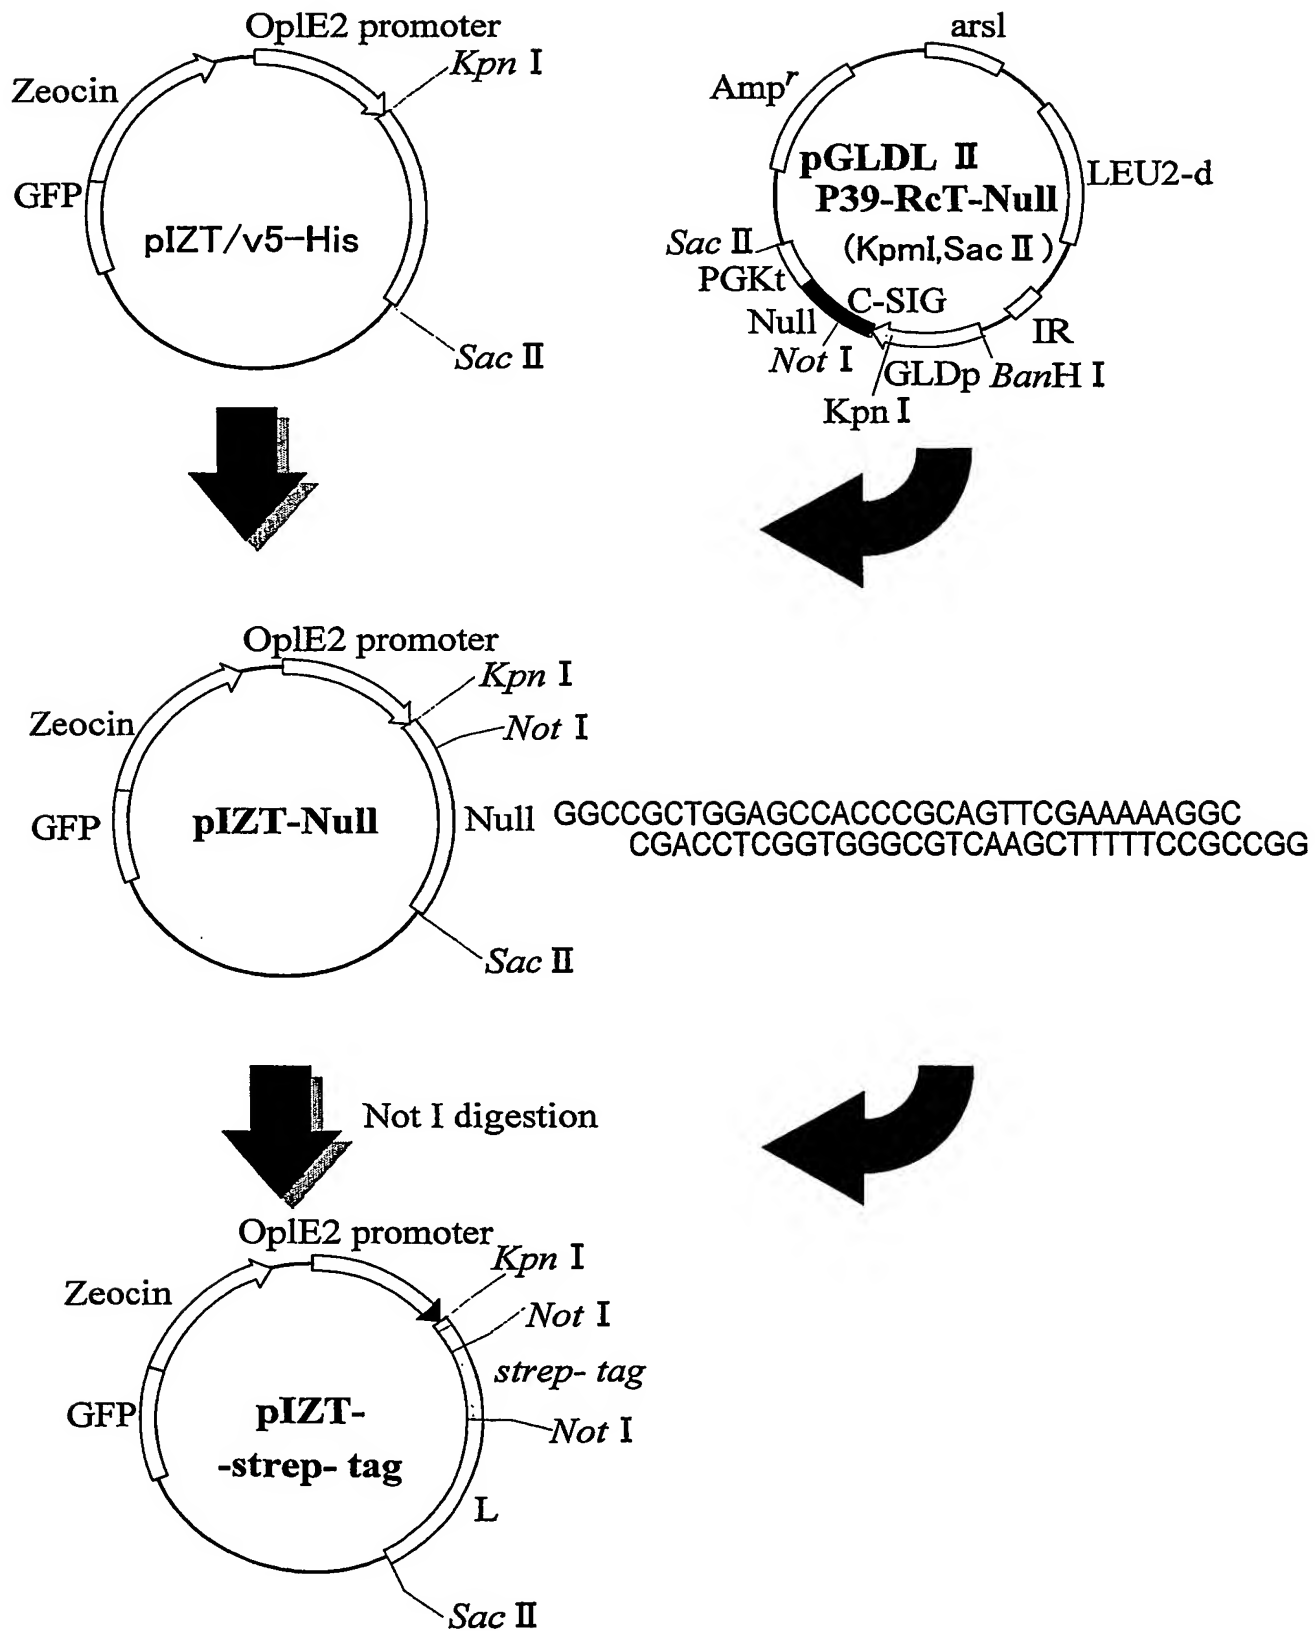 OplE2 promoter
Kpn I
Zeocin
GFP
pIZT/v5-His
Sac II
arsl
Ampr
pGLDL II
P39-RcT-Null
(KpmI,Sac II)
LEU2-d
Sac II
PGKt
C-SIG
Null
IR
Not I
GLDp
BanH I
Kpn I
OplE2 promoter
Kpn I
Zeocin
Not I
GFP
pIZT-Null
Null
GGCCGCTGGAGCCACCCGCAGTTCGAAAAAGGC
CGACCTCGGTGGGCGTCAAGCTTTTTCCGCCGG
Sac II
Not I digestion
OplE2 promoter
Kpn I
Zeocin
Not I
strep- tag
GFP
pIZT-
-strep- tag
Not I
L
Sac II